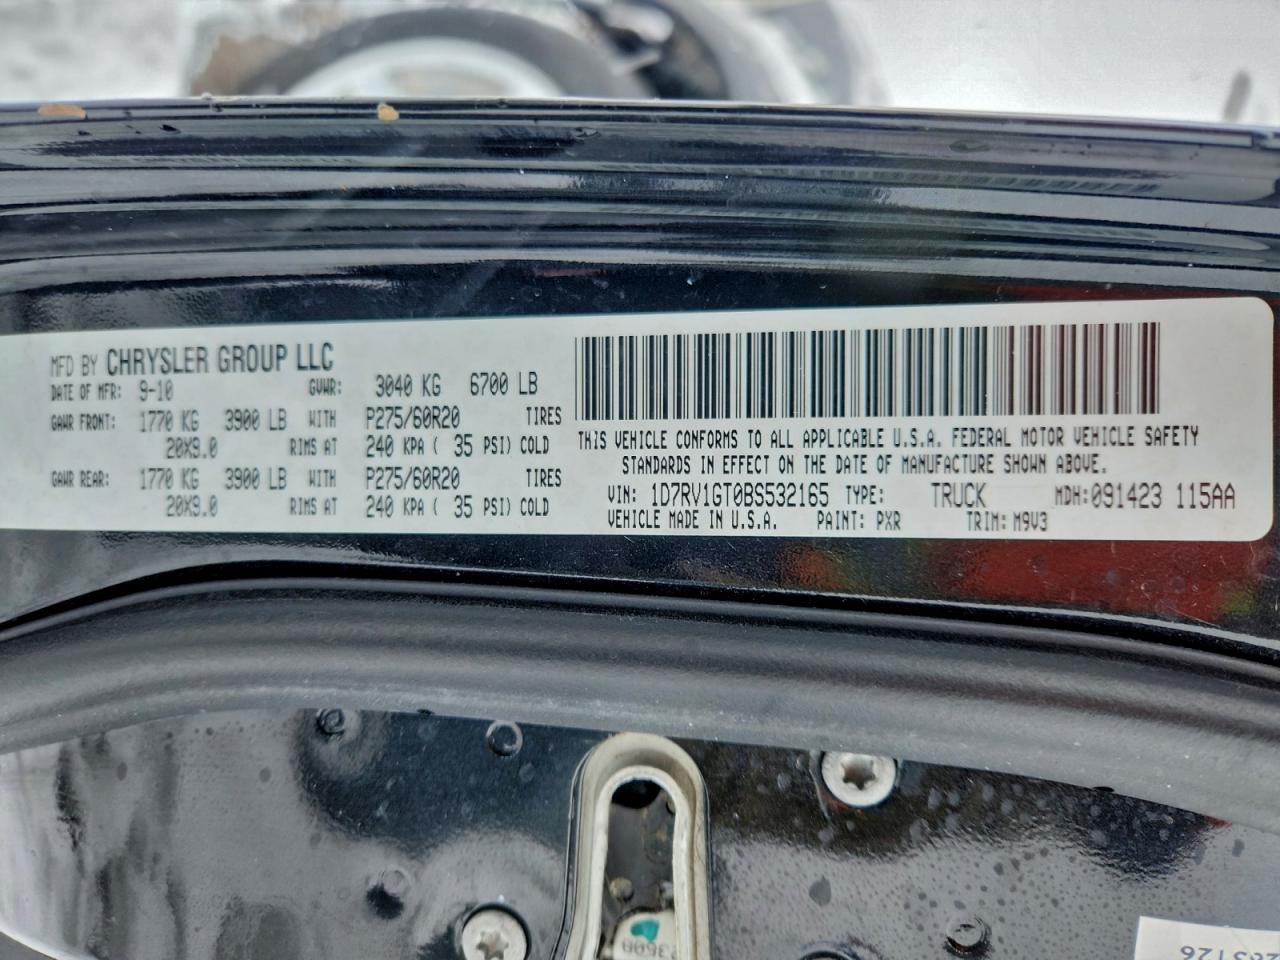 MFD BY CHRYSLER GROUP LLC
DATE OF MFR: 9-10 GVWR: 3040 KG 6700 LB
GAWR FRONT: 1770 KG 3900 LB WITH P275/60R20 TIRES
20X9.0 RIMS AT 240 KPA ( 35 PSI) COLD
GAWR REAR: 1770 KG 3900 LB WITH P275/60R20 TIRES
20X9.0 RIMS AT 240 KPA ( 35 PSI) COLD
THIS VEHICLE CONFORMS TO ALL APPLICABLE U.S.A. FEDERAL MOTOR VEHICLE SAFETY
STANDARDS IN EFFECT ON THE DATE OF MANUFACTURE SHOWN ABOVE.
VIN: 1D7RV1GT0BS532165 TYPE: TRUCK MDH: 091423 115AA
VEHICLE MADE IN U.S.A. PAINT: PXR TRIM: M9V3